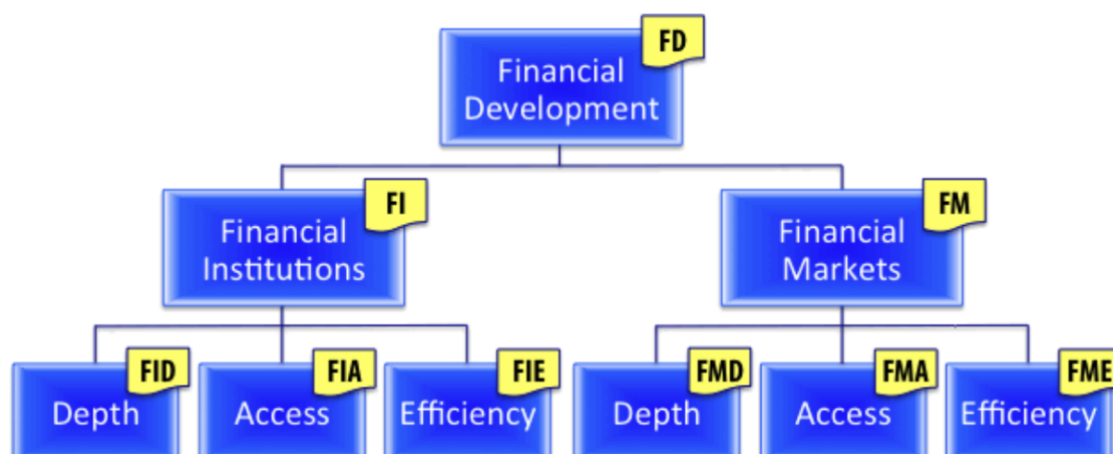 FD
Financial
Development
FI
Financial
Institutions
FM
Financial
Markets
FID
Depth
FIA
Access
FIE
Efficiency
FMD
Depth
FMA
Access
FME
Efficiency